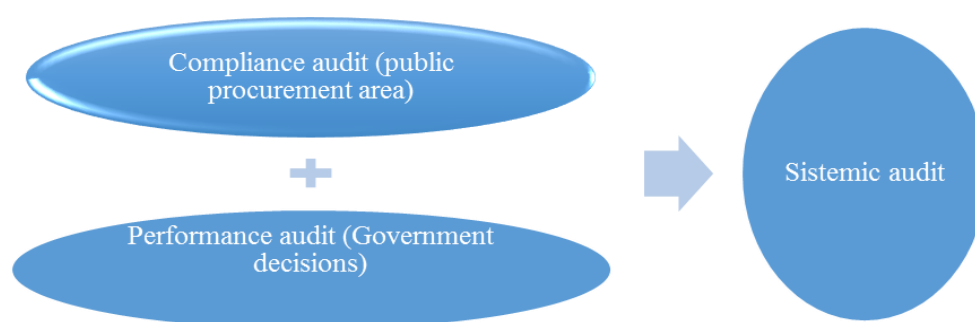 Compliance audit (public
procurement area)
Performance audit (Government
decisions)
Sistemic audit